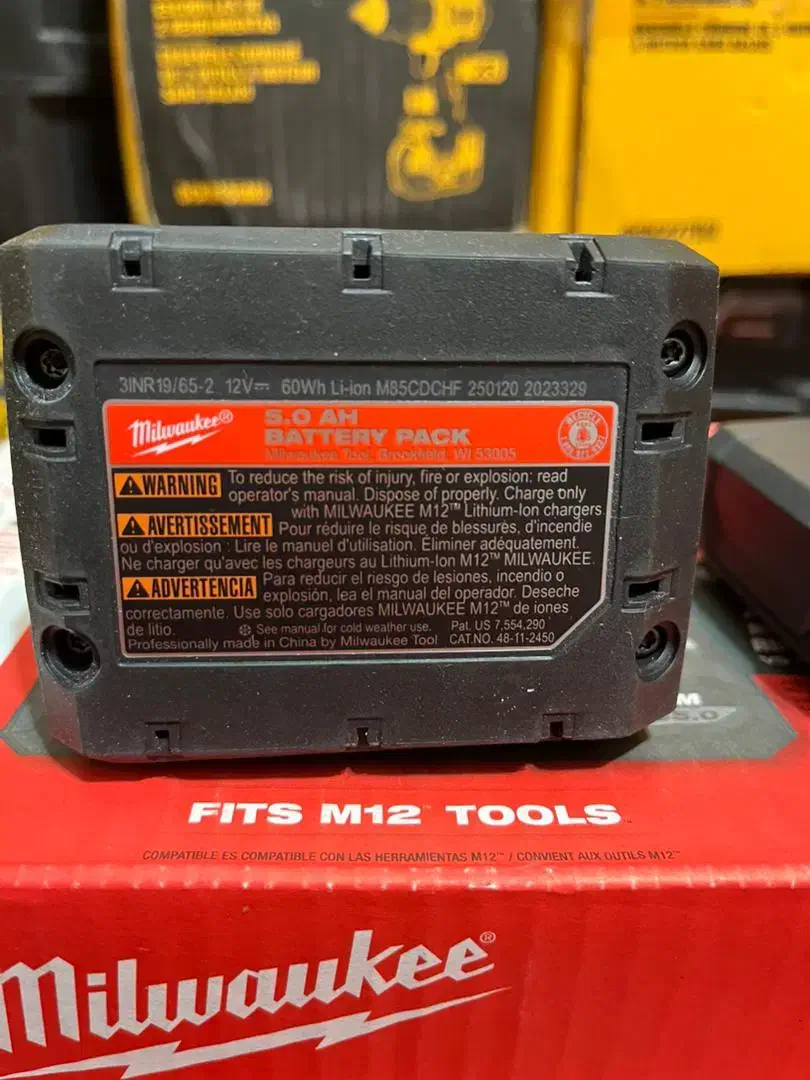 3INR19/65-2 12V⎓ 60Wh Li-ion M85CDCHF 250120 2023329
Milwaukee®
5.0 AH
BATTERY PACK
Milwaukee Tool, Brookfield, WI 53005
⚠WARNING To reduce the risk of injury, fire or explosion: read
operator's manual. Dispose of properly. Charge only
with MILWAUKEE M12™ Lithium-Ion chargers.
⚠AVERTISSEMENT Pour réduire le risque de blessures, d'incendie
ou d'explosion : Lire le manuel d'utilisation. Éliminer adéquatement.
Ne charger qu'avec les chargeurs au Lithium-Ion M12™ MILWAUKEE.
⚠ADVERTENCIA Para reducir el riesgo de lesiones, incendio o
explosión, lea el manual del operador. Deseche
correctamente. Use solo cargadores MILWAUKEE M12™ de iones
de litio. ❄ See manual for cold weather use. Pat. US 7,554,290
Professionally made in China by Milwaukee Tool CAT.NO. 48-11-2450
5.0
FITS M12™ TOOLS
COMPATIBLE ES COMPATIBLE CON LAS HERRAMIENTAS M12™ / CONVIENT AUX OUTILS M12™
Milwaukee®